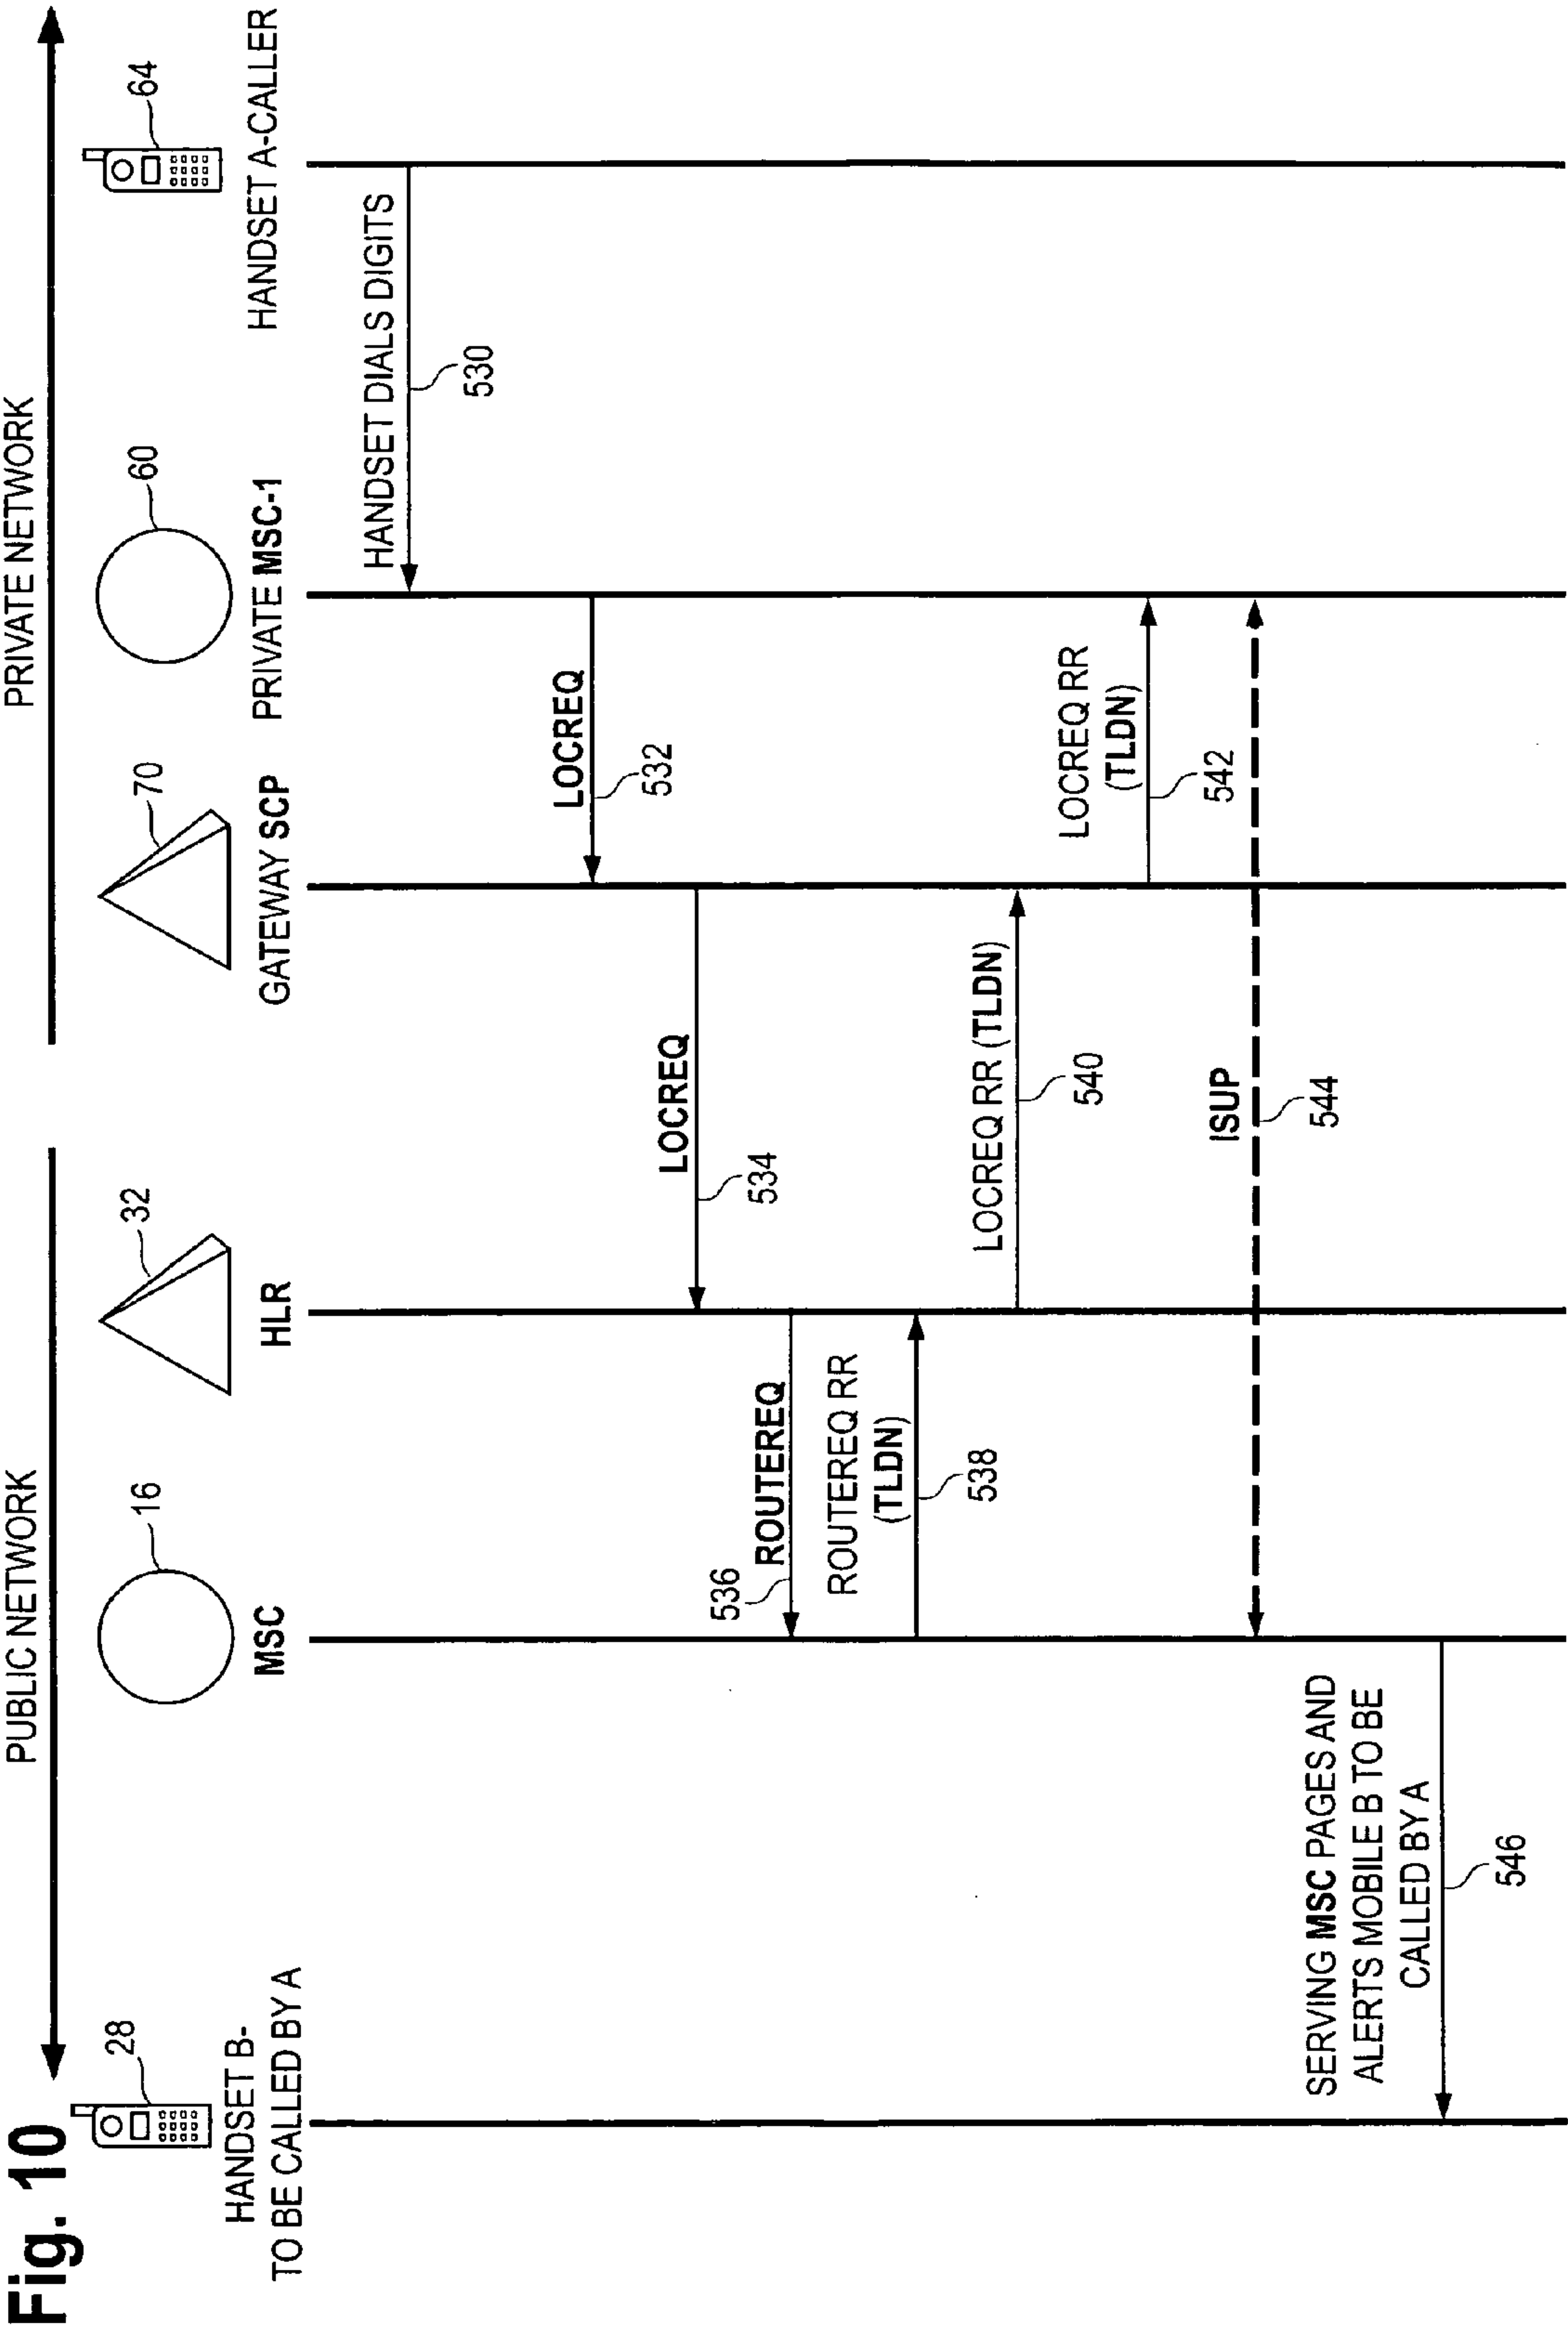 Fig. 10
PUBLIC NETWORK
PRIVATE NETWORK
28
16
32
70
60
64
HANDSET B-
TO BE CALLED BY A
MSC
HLR
GATEWAY SCP
PRIVATE MSC-1
HANDSET A-CALLER
HANDSET DIALS DIGITS
530
LOCREQ
532
LOCREQ
534
536
ROUTEREQ
ROUTEREQ RR
(TLDN)
538
LOCREQ RR (TLDN)
540
LOCREQ RR
(TLDN)
542
ISUP
544
SERVING MSC PAGES AND
ALERTS MOBILE B TO BE
CALLED BY A
546